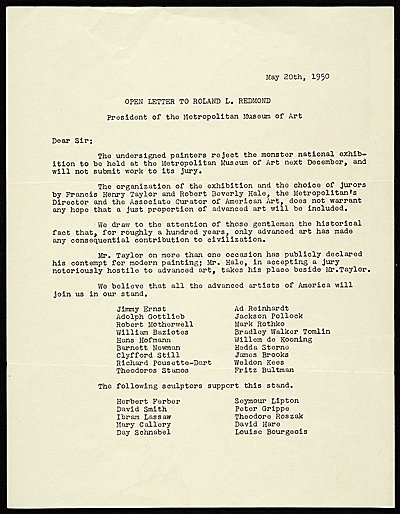 May 20th, 1950
OPEN LETTER TO ROLAND L. REDMOND
President of the Metropolitan Museum of Art
Dear Sir:
The undersigned painters reject the monster national exhib-
ition to be held at the Metropolitan Museum of Art next December, and
will not submit work to its jury.
The organization of the exhibition and the choice of jurors
by Francis Henry Taylor and Robert Beverly Hale, the Metropolitan's
Director and the Associate Curator of American Art, does not warrant
any hope that a just proportion of advanced art will be included.
We draw to the attention of those gentlemen the historical
fact that, for roughly a hundred years, only advanced art has made
any consequential contribution to civilization.
Mr. Taylor on more than one occasion has publicly declared
his contempt for modern painting; Mr. Hale, in accepting a jury
notoriously hostile to advanced art, takes his place beside Mr.Taylor.
We believe that all the advanced artists of America will
join us in our stand.
Jimmy Ernst Ad Reinhardt
Adolph Gottlieb Jackson Pollock
Robert Motherwell Mark Rothko
William Baziotes Bradley Walker Tomlin
Hans Hofmann Willem de Kooning
Barnett Newman Hedda Sterne
Clyfford Still James Brooks
Richard Pousette-Dart Weldon Kees
Theodoros Stamos Fritz Bultman
The following sculptors support this stand.
Herbert Ferber Seymour Lipton
David Smith Peter Grippe
Ibram Lassaw Theodore Roszak
Mary Callery David Hare
Day Schnabel Louise Bourgeois